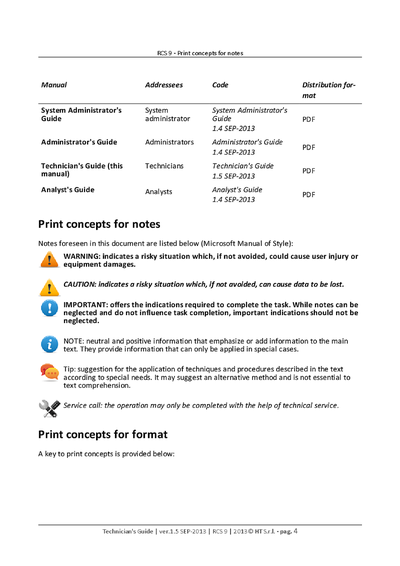 RCS 9 - Print concepts for notes
Manual Addressees Code Distribution for-
mat
System Administrator's System System Administrator's
Guide administrator Guide PDF
1.4 SEP-2013
Administrator's Guide Administrators Administrator's Guide PDF
1.4 SEP-2013
Technician's Guide (this Technicians Technician's Guide PDF
manual) 1.5 SEP-2013
Analyst's Guide Analysts Analyst's Guide PDF
1.4 SEP-2013
Print concepts for notes
Notes foreseen in this document are listed below (Microsoft Manual of Style):
WARNING: indicates a risky situation which, if not avoided, could cause user injury or
equipment damages.
CAUTION: indicates a risky situation which, if not avoided, can cause data to be lost.
IMPORTANT: offers the indications required to complete the task. While notes can be
neglected and do not influence task completion, important indications should not be
neglected.
NOTE: neutral and positive information that emphasize or add information to the main
text. They provide information that can only be applied in special cases.
Tip: suggestion for the application of techniques and procedures described in the text
according to special needs. It may suggest an alternative method and is not essential to
text comprehension.
Service call: the operation may only be completed with the help of technical service.
Print concepts for format
A key to print concepts is provided below:
Technician's Guide | ver.1.5 SEP-2013 | RCS 9 | 2013 © HT S.r.l. - pag. 4